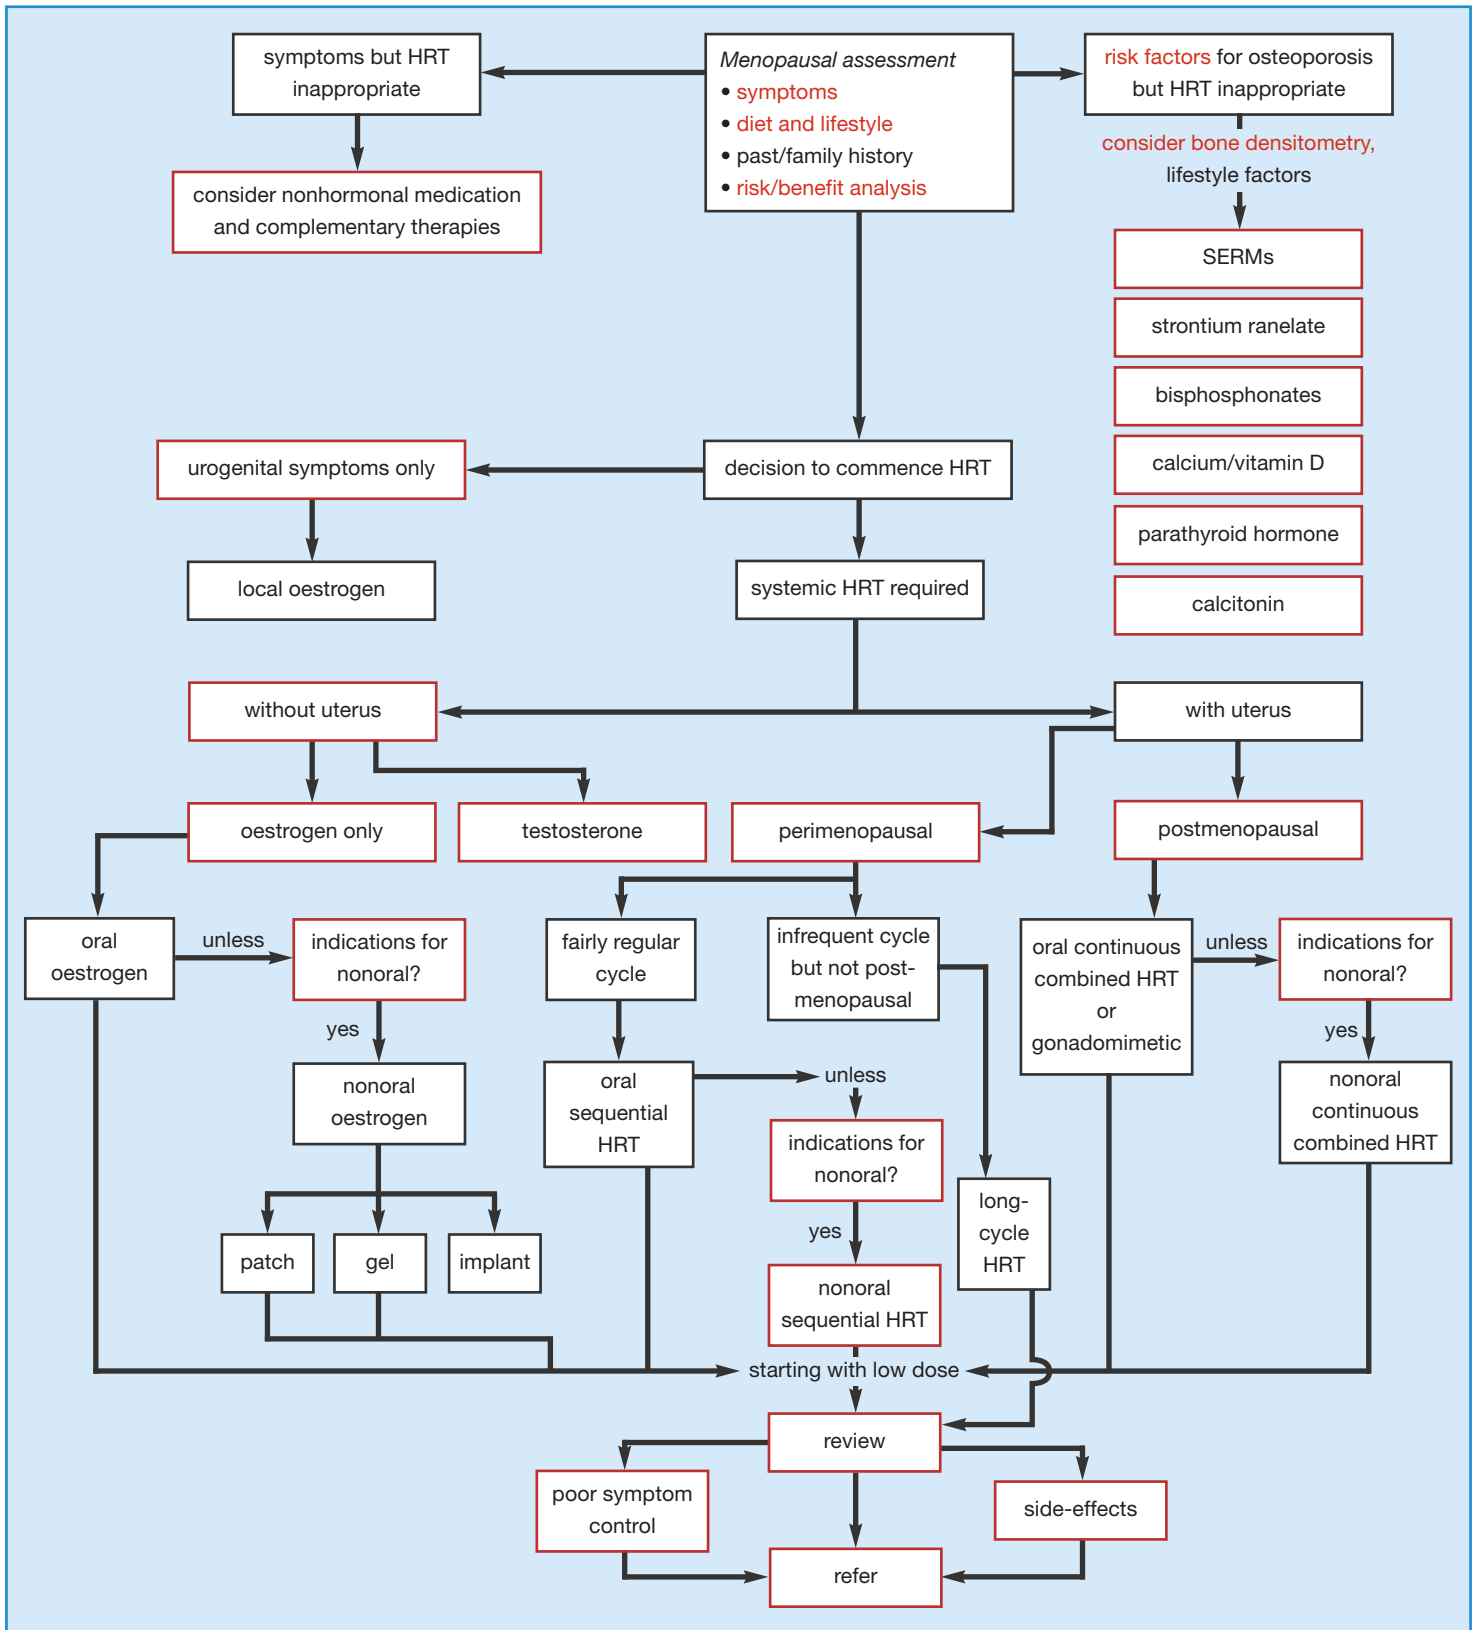 symptoms but HRT
inappropriate
Menopausal assessment
• symptoms
• diet and lifestyle
• past/family history
• risk/benefit analysis
risk factors for osteoporosis
but HRT inappropriate
consider nonhormonal medication
and complementary therapies
consider bone densitometry,
lifestyle factors
SERMs
strontium ranelate
bisphosphonates
calcium/vitamin D
parathyroid hormone
calcitonin
urogenital symptoms only
decision to commence HRT
local oestrogen
systemic HRT required
without uterus
with uterus
oestrogen only
testosterone
perimenopausal
postmenopausal
oral
oestrogen
unless
indications for
nonoral?
yes
nonoral
oestrogen
patch
gel
implant
fairly regular
cycle
infrequent cycle
but not post-
menopausal
oral
sequential
HRT
unless
indications for
nonoral?
yes
nonoral
sequential HRT
long-
cycle
HRT
oral continuous
combined HRT
or
gonadomimetic
unless
indications for
nonoral?
yes
nonoral
continuous
combined HRT
starting with low dose
review
poor symptom
control
side-effects
refer